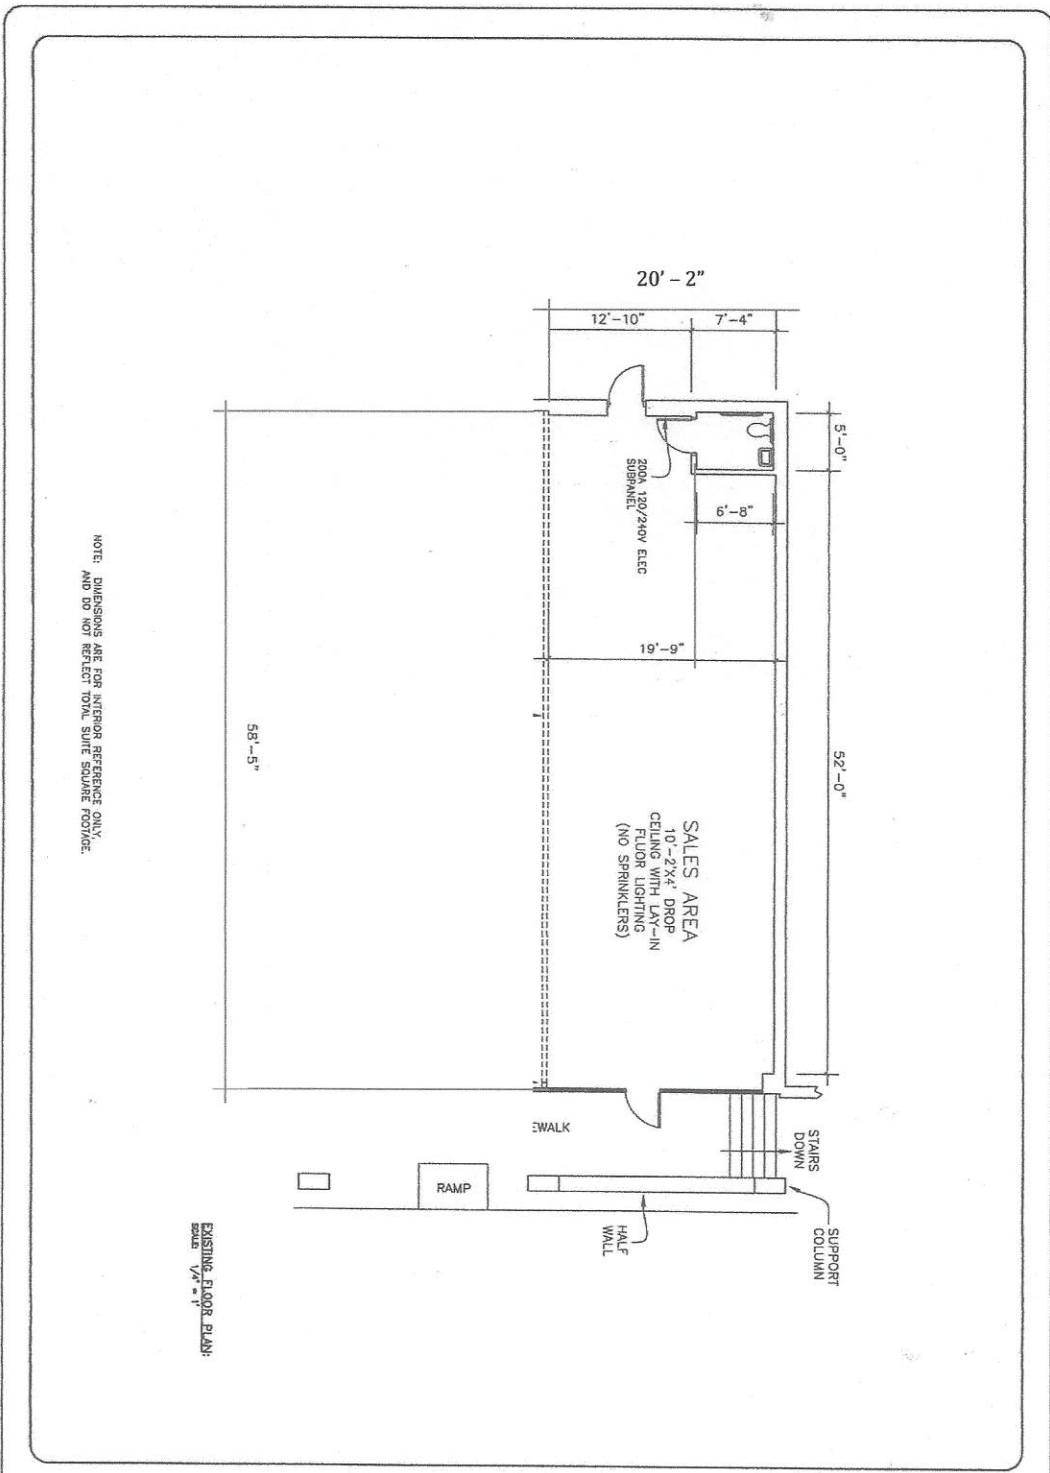 20' – 2"
12'-10"
7'-4"
5'-0"
200A 120/240V ELEC
SUBPANEL
6'-8"
19'-9"
52'-0"
58'-5"
SALES AREA
10'-2'X4' DROP
CEILING WITH LAY-IN
FLUOR LIGHTING
(NO SPRINKLERS)
NOTE: DIMENSIONS ARE FOR INTERIOR REFERENCE ONLY.
AND DO NOT REFLECT TOTAL SUITE SQUARE FOOTAGE.
EWALK
STAIRS
DOWN
RAMP
HALF
WALL
SUPPORT
COLUMN
EXISTING FLOOR PLAN:
SCALE: 1/4" = 1'